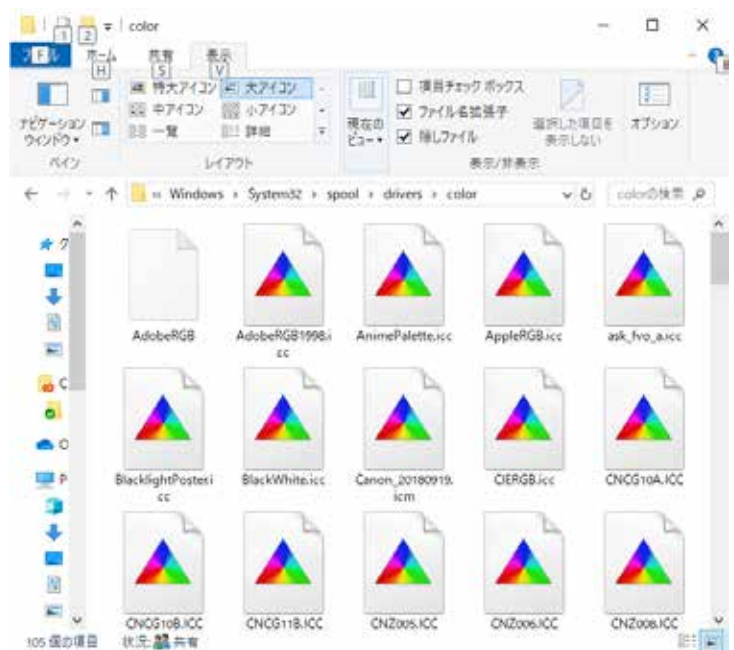 color
1 2
ファイル ホーム 共有 表示
F H S V
特大アイコン 大アイコン
中アイコン 小アイコン
一覧 詳細
項目チェック ボックス
ファイル名拡張子
隠しファイル
ナビゲーション
ウィンドウ
現在の
ビュー
選択した項目を
表示しない
オプション
ペイン レイアウト 表示/非表示
« Windows › System32 › spool › drivers › color
colorの検索
AdobeRGB
AdobeRGB1998.i
cc
AnimePalette.icc
AppleRGB.icc
ask_fvo_a.icc
BlacklightPoster.i
cc
BlackWhite.icc
Canon_20180919.
icm
CIERGB.icc
CNCG10A.ICC
CNCG10B.ICC
CNCG11B.ICC
CNZ005.ICC
CNZ006.ICC
CNZ008.ICC
105 個の項目 状況: 共有